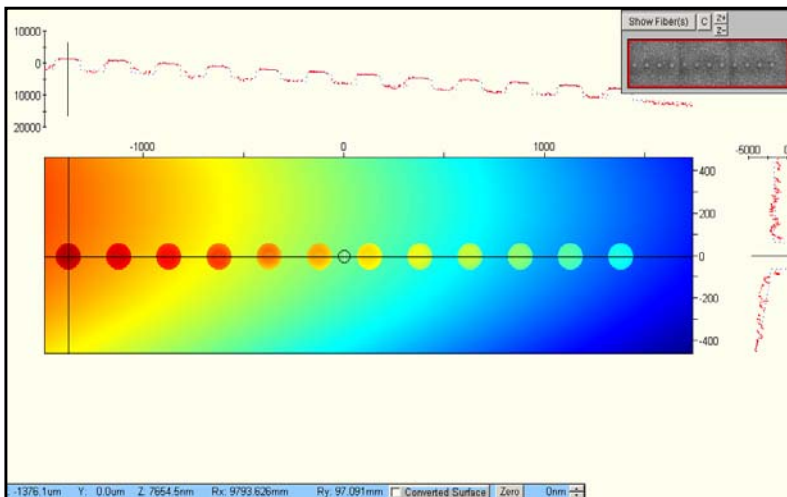 Show Fiber(s) C Z+
Z-
10000
0
10000
20000
-1000 0 1000
-5000 0
400
200
0
-200
-400
: -1376.1um Y: 0.0um Z: 7654.5nm Rx: 9793.626mm Ry: 97.091mm Converted Surface Zero 0nm